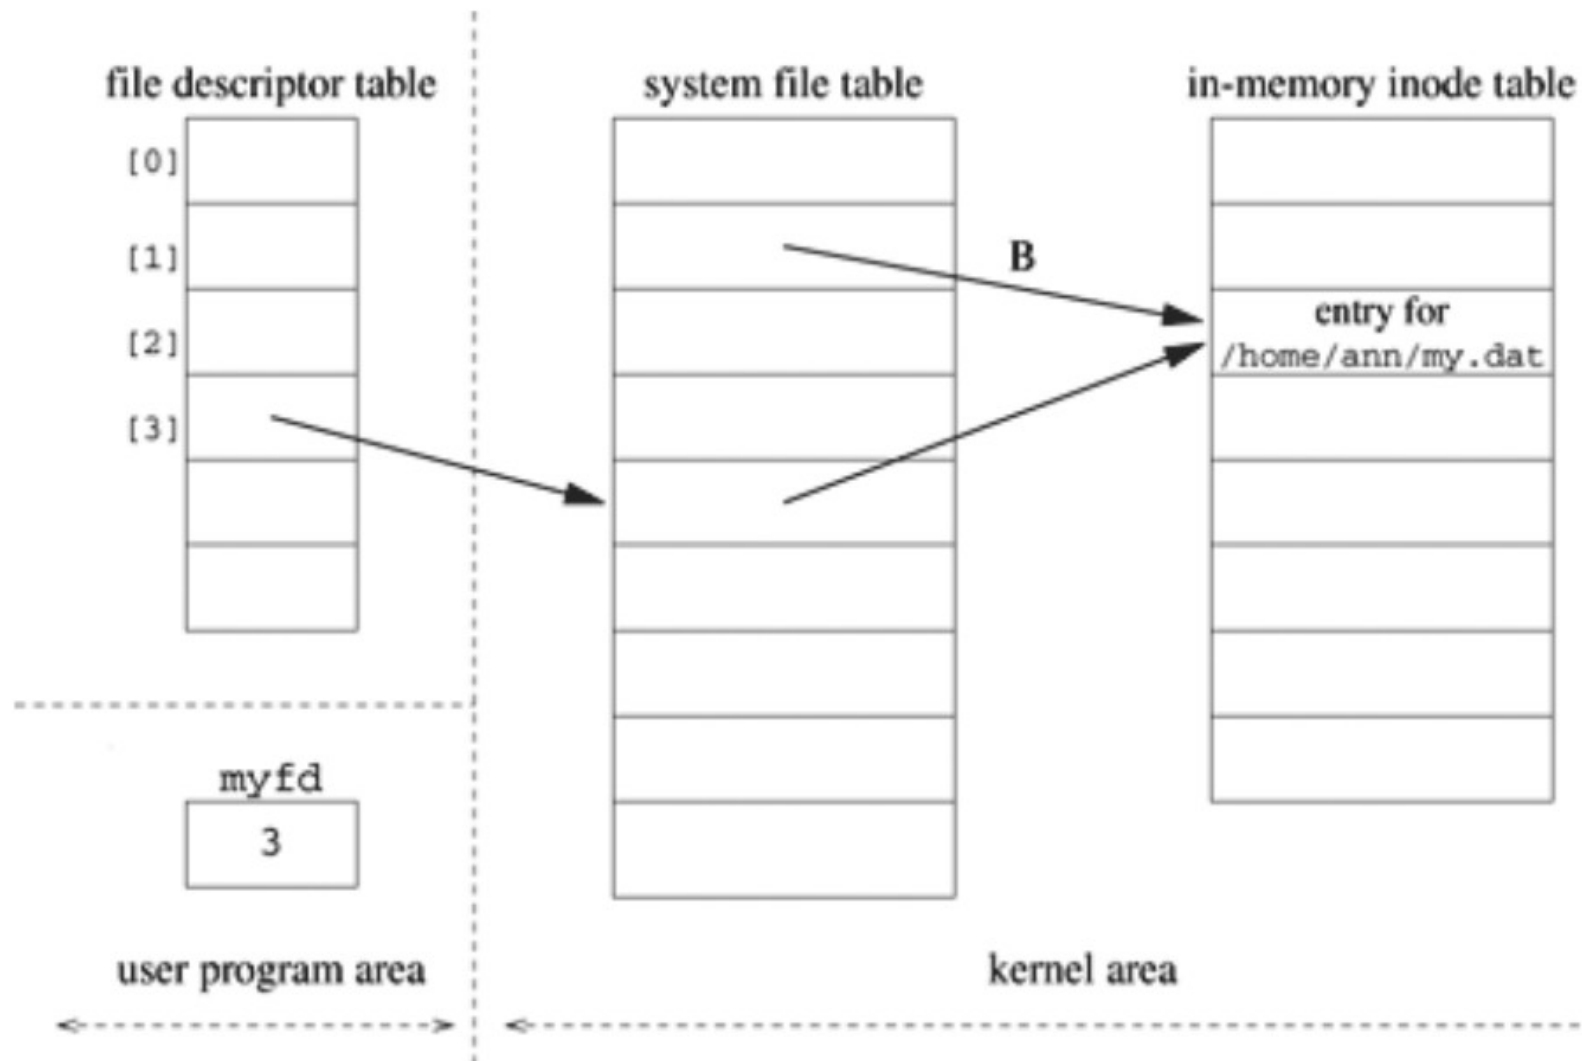 file descriptor table
system file table
in-memory inode table
[0]
[1]
B
[2]
entry for
/home/ann/my.dat
[3]
myfd
3
user program area
kernel area